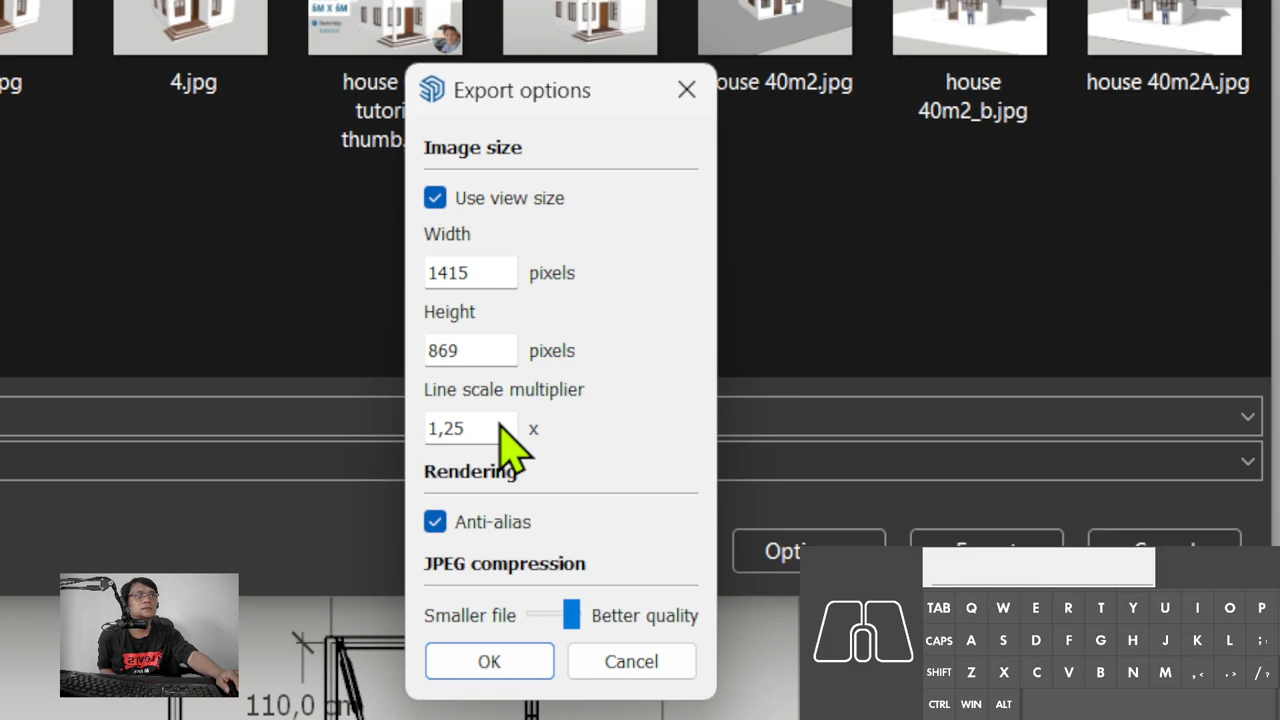 6M X 6M
pg
4.jpg
house
tutori
thumb.
ouse 40m2.jpg
house
40m2_b.jpg
house 40m2A.jpg
Export options
Image size
Use view size
Width
1415 pixels
Height
869 pixels
Line scale multiplier
1,25 x
Rendering
Anti-alias
JPEG compression
Smaller file Better quality
OK Cancel
Opti
110,0 cm
TAB Q W E R T Y U I O P
CAPS A S D F G H J K L ; :
SHIFT Z X C V B N M , < . > / ?
CTRL WIN ALT